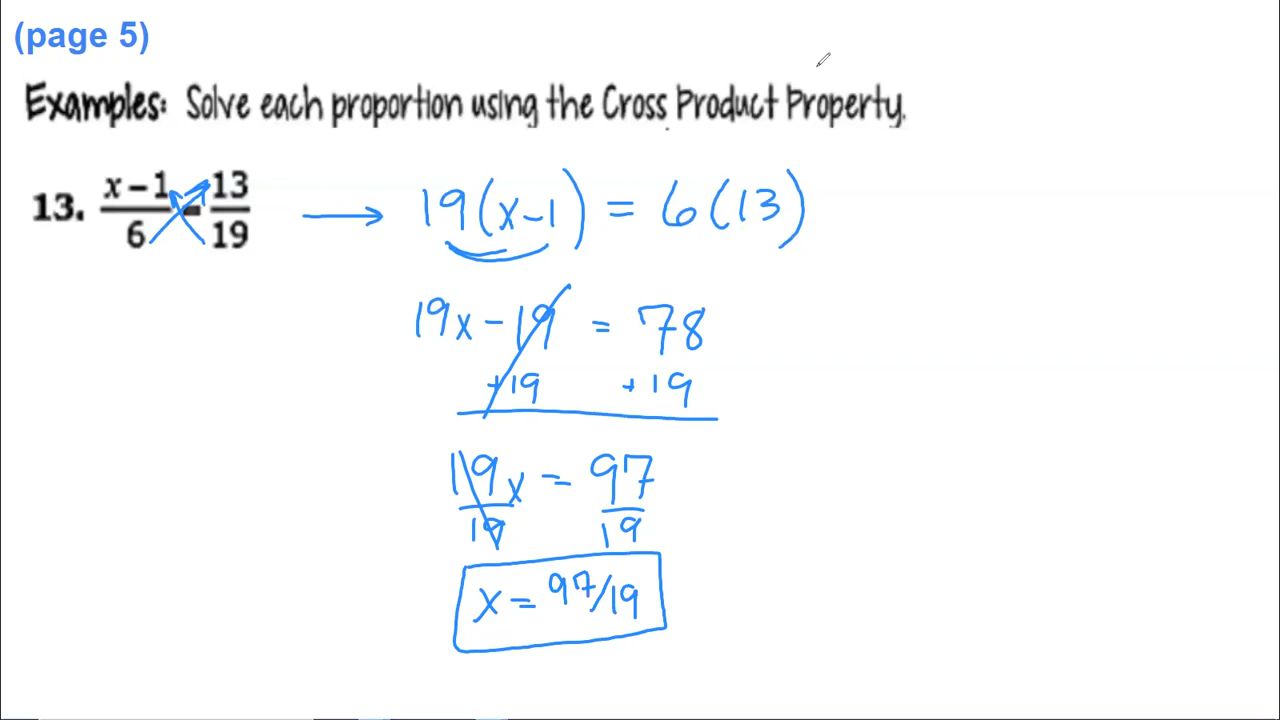 (page 5)
Examples: Solve each proportion using the Cross Product Property.
13. x – 1/6 = 13/19 → 19(x-1) = 6(13)
19x - 19 = 78
+19 +19
19x = 97
19 19
x = 97/19